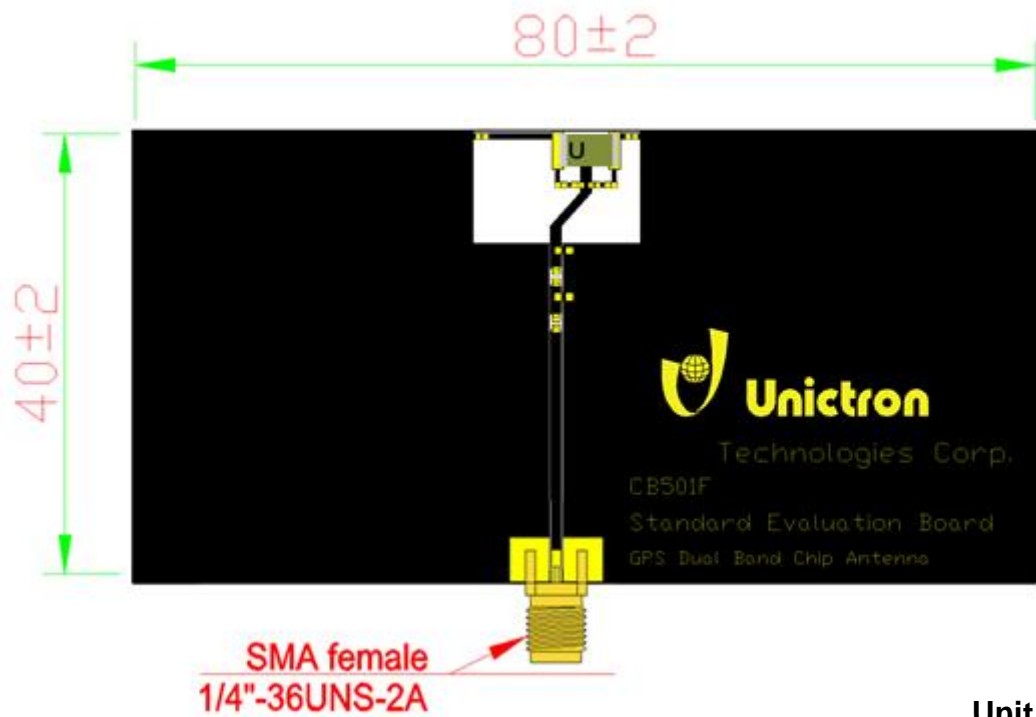 80±2
U
40±2
Unictron
Technologies Corp.
CB501F
Standard Evaluation Board
GPS Dual Band Chip Antenna
SMA female
1/4"-36UNS-2A
Unit